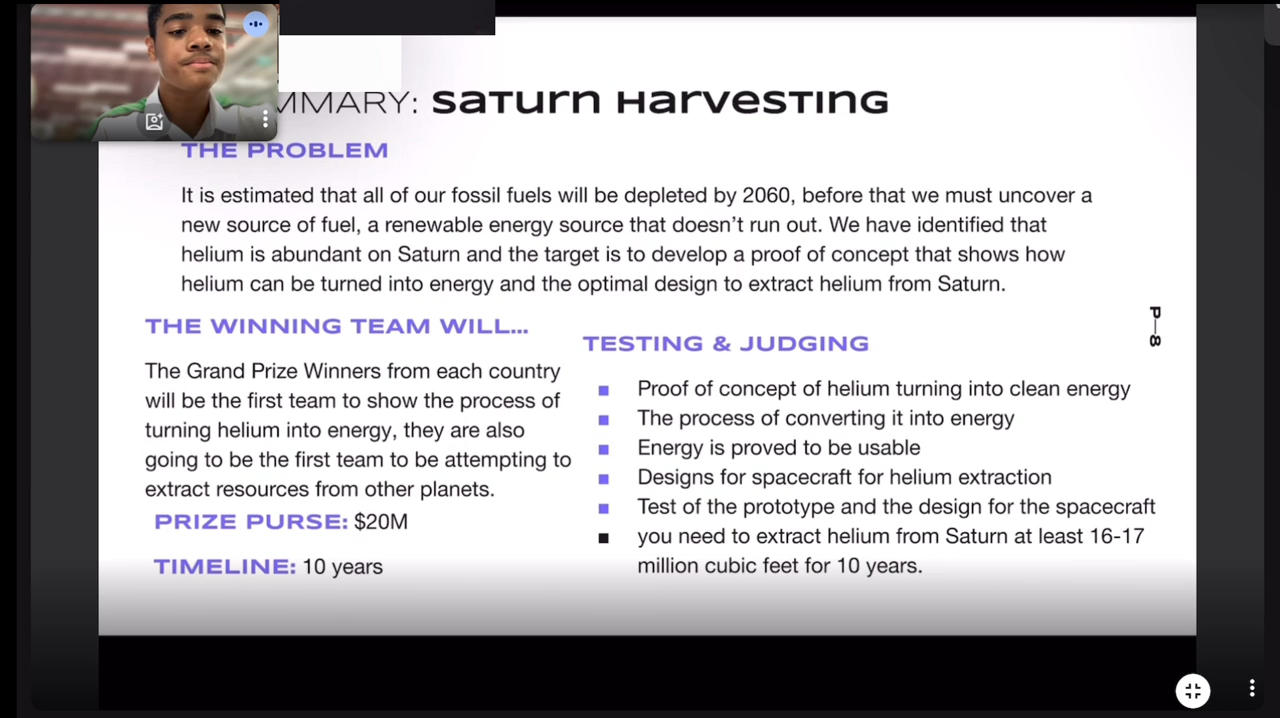 MMARY: SATURN HARVESTING
THE PROBLEM
It is estimated that all of our fossil fuels will be depleted by 2060, before that we must uncover a
new source of fuel, a renewable energy source that doesn't run out. We have identified that
helium is abundant on Saturn and the target is to develop a proof of concept that shows how
helium can be turned into energy and the optimal design to extract helium from Saturn.
THE WINNING TEAM WILL...
The Grand Prize Winners from each country
will be the first team to show the process of
turning helium into energy, they are also
going to be the first team to be attempting to
extract resources from other planets.
PRIZE PURSE: $20M
TIMELINE: 10 years
TESTING & JUDGING
Proof of concept of helium turning into clean energy
The process of converting it into energy
Energy is proved to be usable
Designs for spacecraft for helium extraction
Test of the prototype and the design for the spacecraft
you need to extract helium from Saturn at least 16-17
million cubic feet for 10 years.
P—8